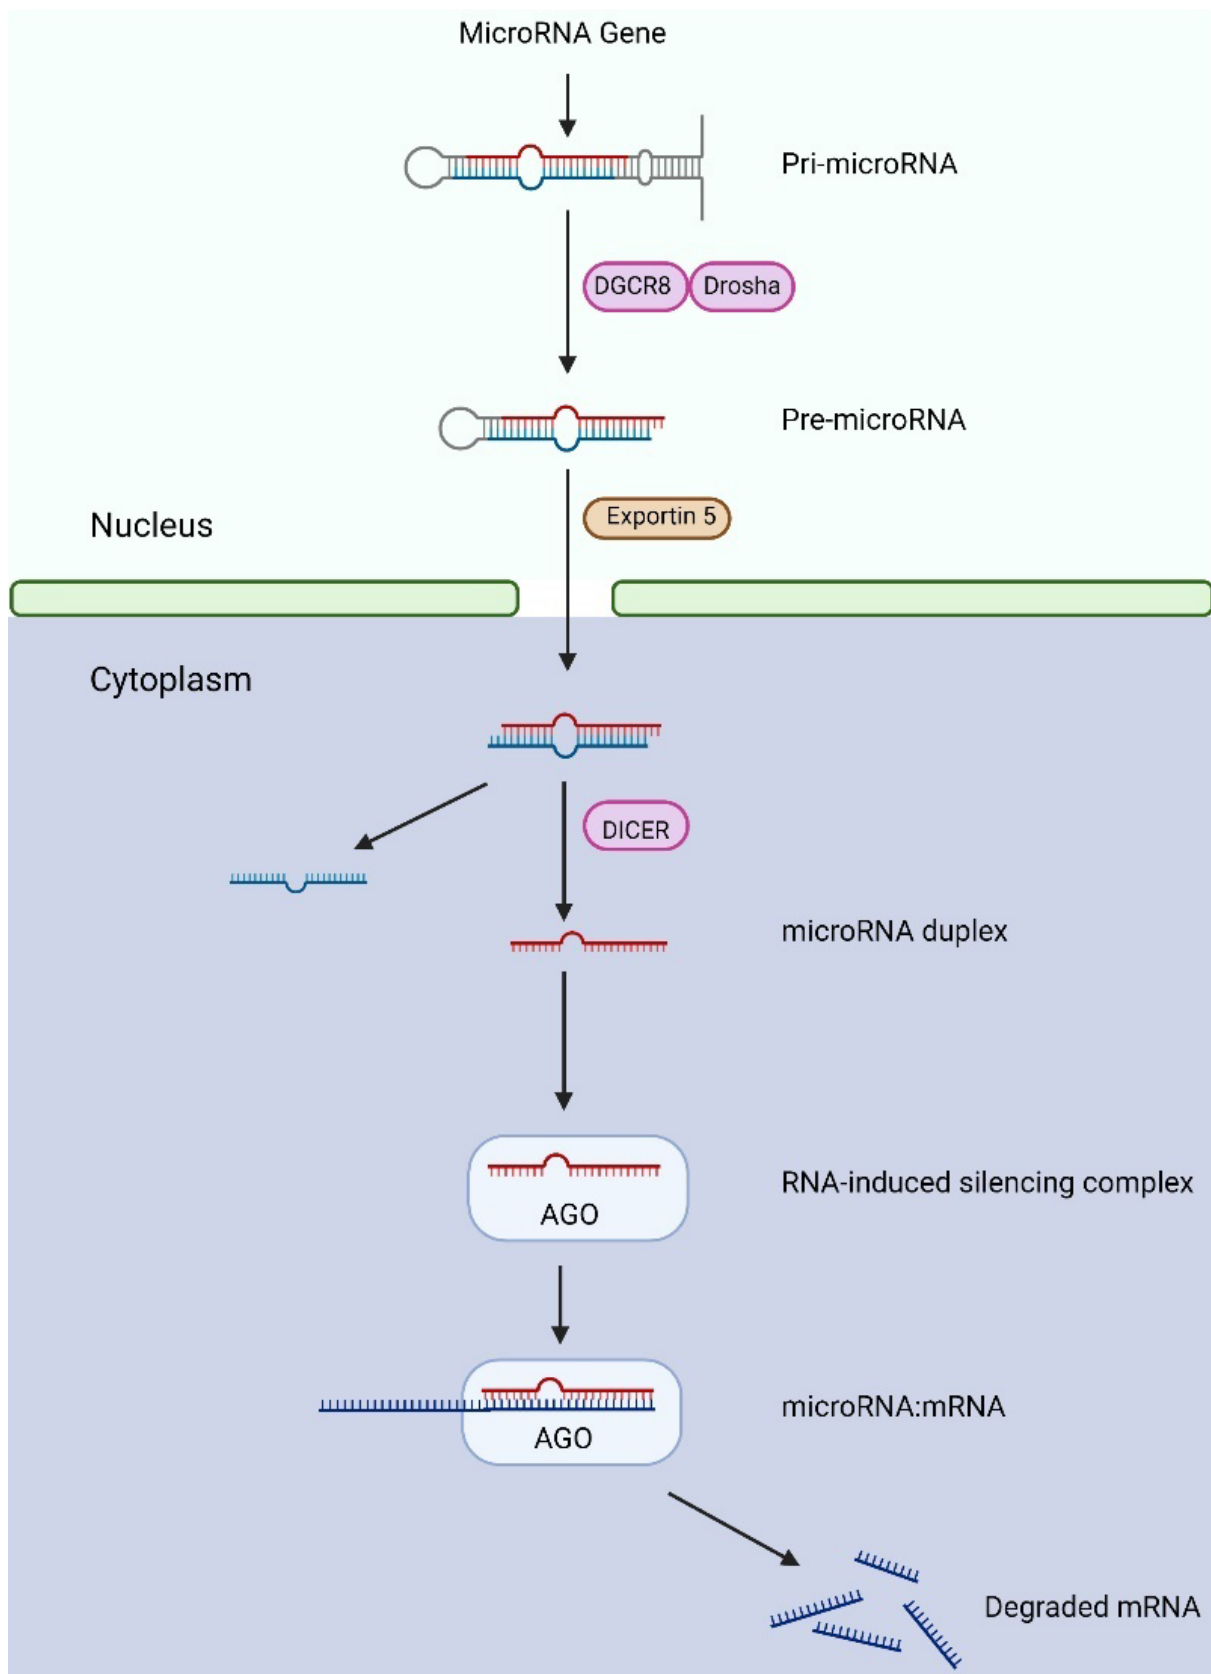 MicroRNA Gene
Pri-microRNA
DGCR8 Drosha
Pre-microRNA
Exportin 5
Nucleus
Cytoplasm
DICER
microRNA duplex
RNA-induced silencing complex
AGO
microRNA:mRNA
AGO
Degraded mRNA